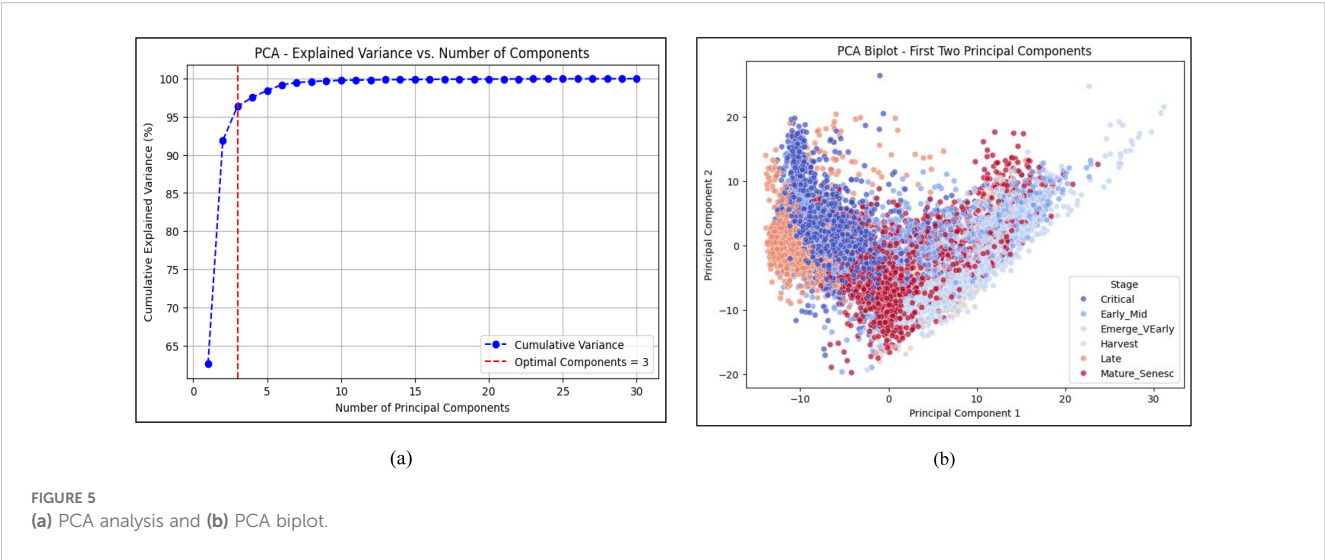 PCA - Explained Variance vs. Number of Components
100
95
90
85
80
75
70
65
Cumulative Explained Variance (%)
0 5 10 15 20 25 30
Number of Principal Components
Cumulative Variance
Optimal Components = 3
(a)
PCA Biplot - First Two Principal Components
20
10
0
−10
−20
Principal Component 2
−10 0 10 20 30
Principal Component 1
Stage
Critical
Early_Mid
Emerge_VEarly
Harvest
Late
Mature_Senesc
(b)
FIGURE 5
(a) PCA analysis and (b) PCA biplot.